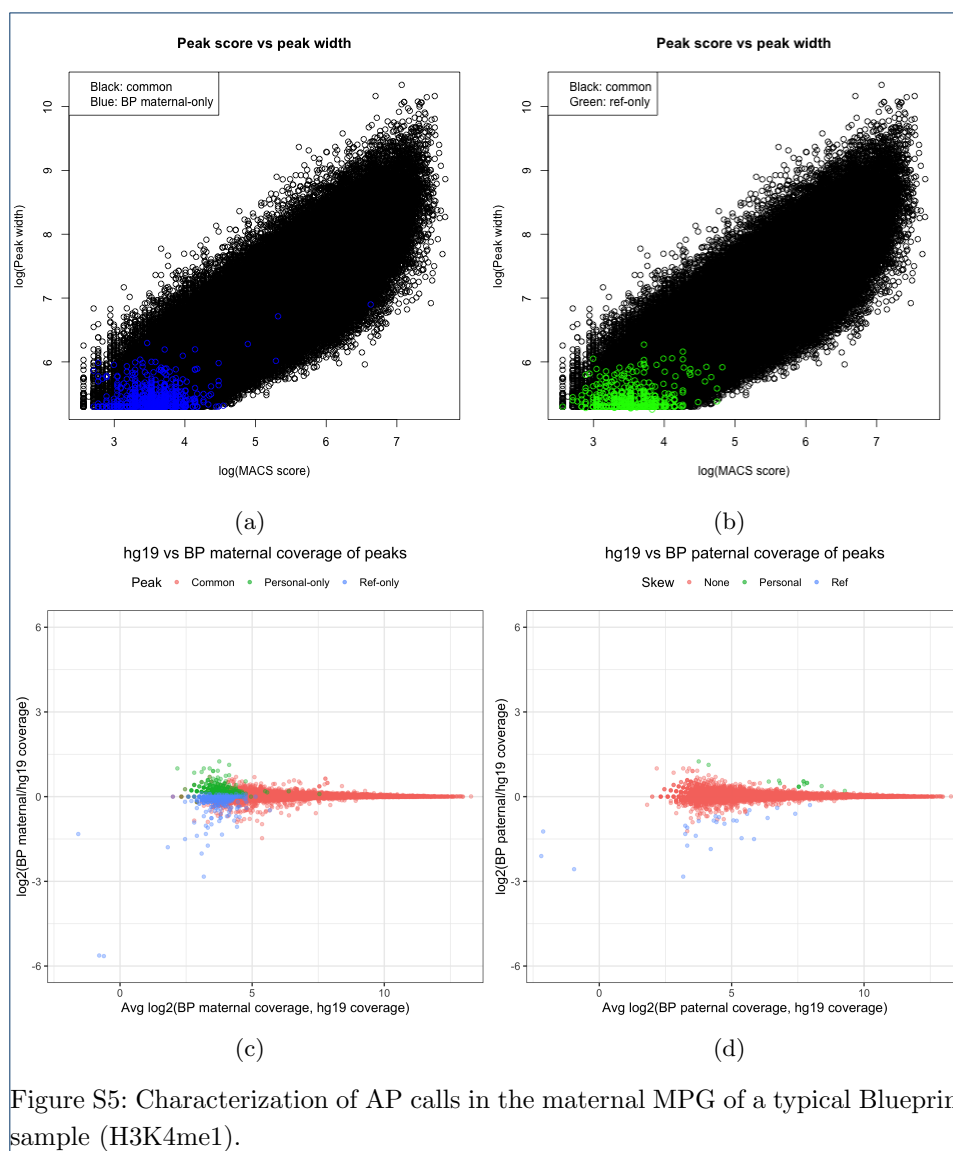 Peak score vs peak width
Black: common
Blue: BP maternal-only
log(Peak width)
10
9
8
7
6
3 4 5 6 7
log(MACS score)
(a)
Peak score vs peak width
Black: common
Green: ref-only
log(Peak width)
10
9
8
7
6
3 4 5 6 7
log(MACS score)
(b)
hg19 vs BP maternal coverage of peaks
Peak Common Personal-only Ref-only
log2(BP maternal/hg19 coverage)
6
3
0
-3
-6
0 5 10
Avg log2(BP maternal coverage, hg19 coverage)
(c)
hg19 vs BP paternal coverage of peaks
Skew None Personal Ref
log2(BP paternal/hg19 coverage)
6
3
0
-3
-6
0 5 10
Avg log2(BP paternal coverage, hg19 coverage)
(d)
Figure S5: Characterization of AP calls in the maternal MPG of a typical Blueprin
sample (H3K4me1).